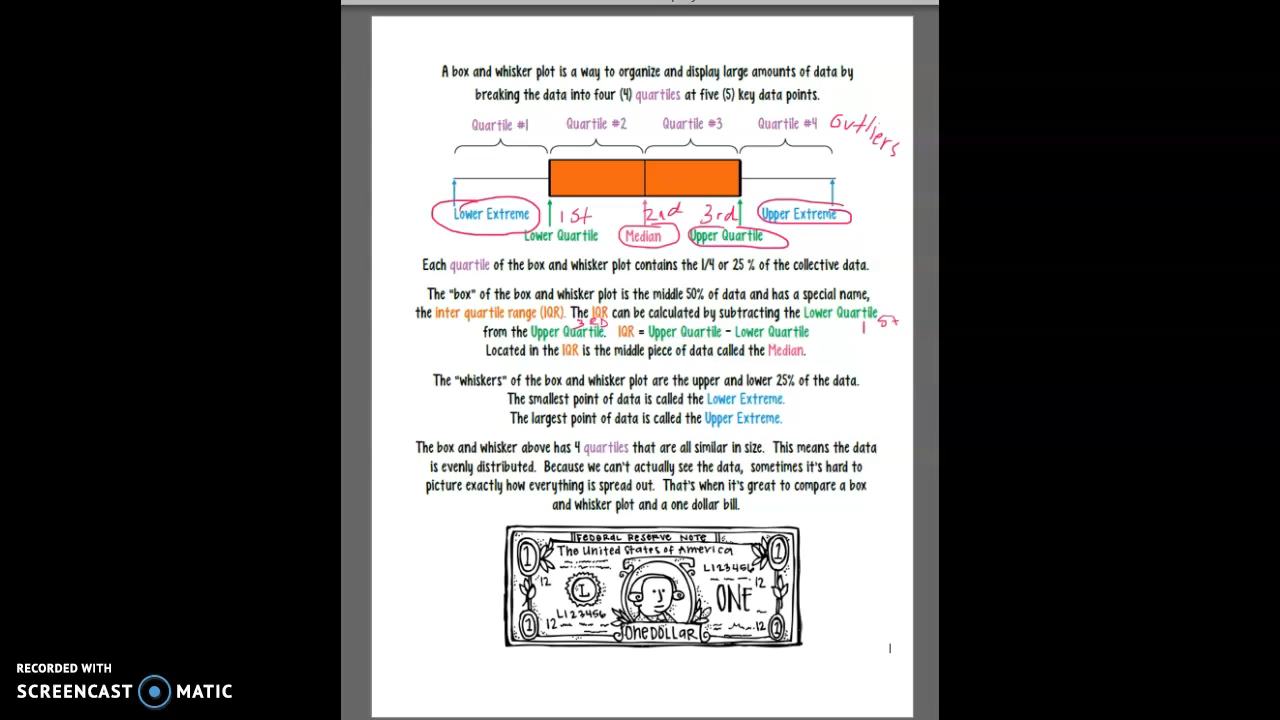 A box and whisker plot is a way to organize and display large amounts of data by
breaking the data into four (4) quartiles at five (5) key data points.
Quartile #1 Quartile #2 Quartile #3 Quartile #4 Outliers
Lower Extreme 1st 2nd 3rd Upper Extreme
Lower Quartile Median Upper Quartile
Each quartile of the box and whisker plot contains the 1/4 or 25 % of the collective data.
The "box" of the box and whisker plot is the middle 50% of data and has a special name,
the inter quartile range (IQR). The IQR can be calculated by subtracting the Lower Quartile
3RD 1st
from the Upper Quartile. IQR = Upper Quartile - Lower Quartile
Located in the IQR is the middle piece of data called the Median.
The "whiskers" of the box and whisker plot are the upper and lower 25% of the data.
The smallest point of data is called the Lower Extreme.
The largest point of data is called the Upper Extreme.
The box and whisker above has 4 quartiles that are all similar in size. This means the data
is evenly distributed. Because we can't actually see the data, sometimes it's hard to
picture exactly how everything is spread out. That's when it's great to compare a box
and whisker plot and a one dollar bill.
FEDERAL RESERVE NOTE
The United States of America
1 1
L123456
12 12
L ONE
L123456
12 12
1 1
One DOLLAR
1
RECORDED WITH
SCREENCAST MATIC